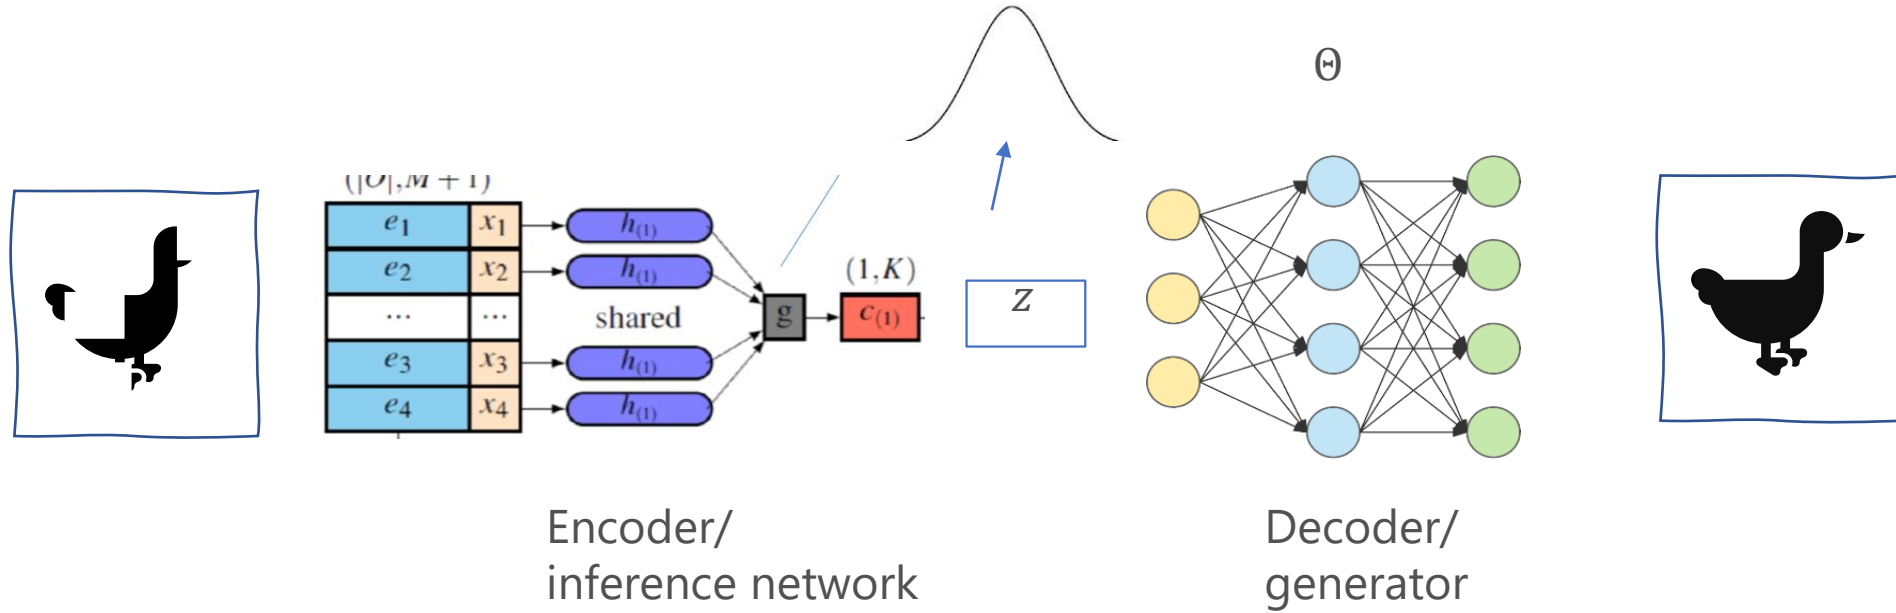 Θ
(|O|, M + 1)
e1 x1 h(1)
e2 x2 h(1)
(1, K)
... ... shared g c(1) z
e3 x3 h(1)
e4 x4 h(1)
Encoder/
inference network
Decoder/
generator